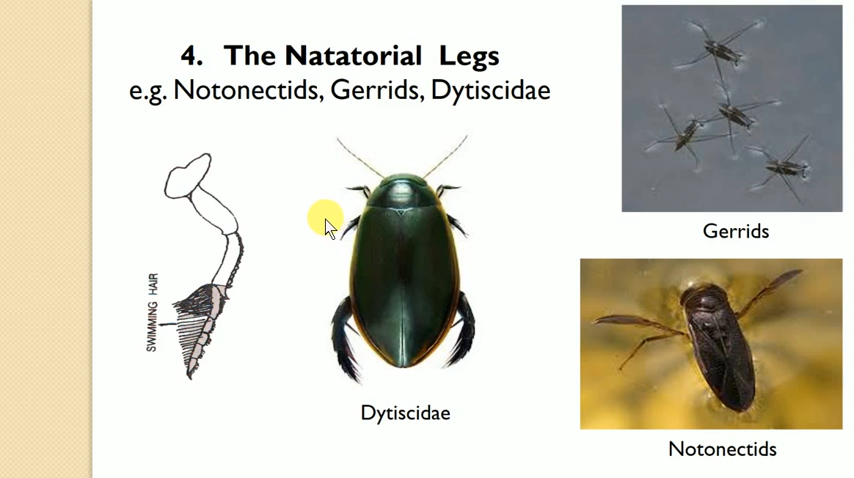 4. The Natatorial Legs
e.g. Notonectids, Gerrids, Dytiscidae
SWIMMING HAIR
Dytiscidae
Gerrids
Notonectids